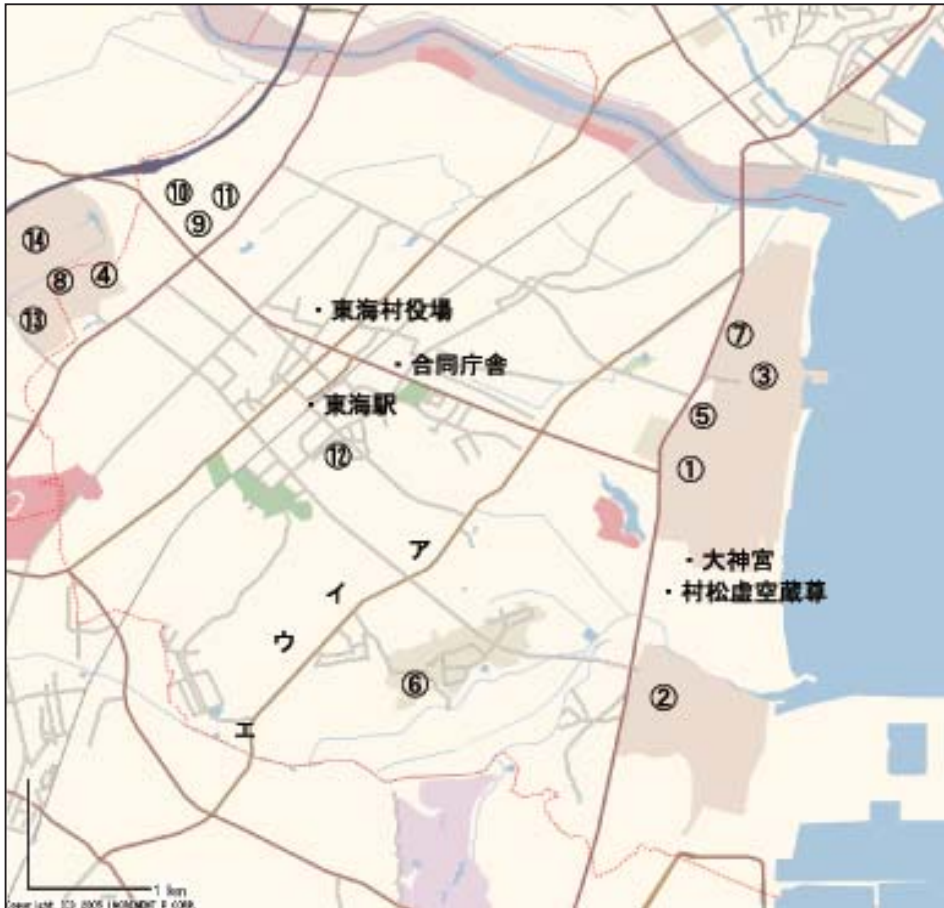 ⑩
⑪
⑨
⑭
⑧
④
⑬
・東海村役場
⑦
・合同庁舎
③
・東海駅
⑤
⑫
①
ア
・大神宮
イ
・村松虚空蔵尊
ウ
⑥
②
エ
1 km